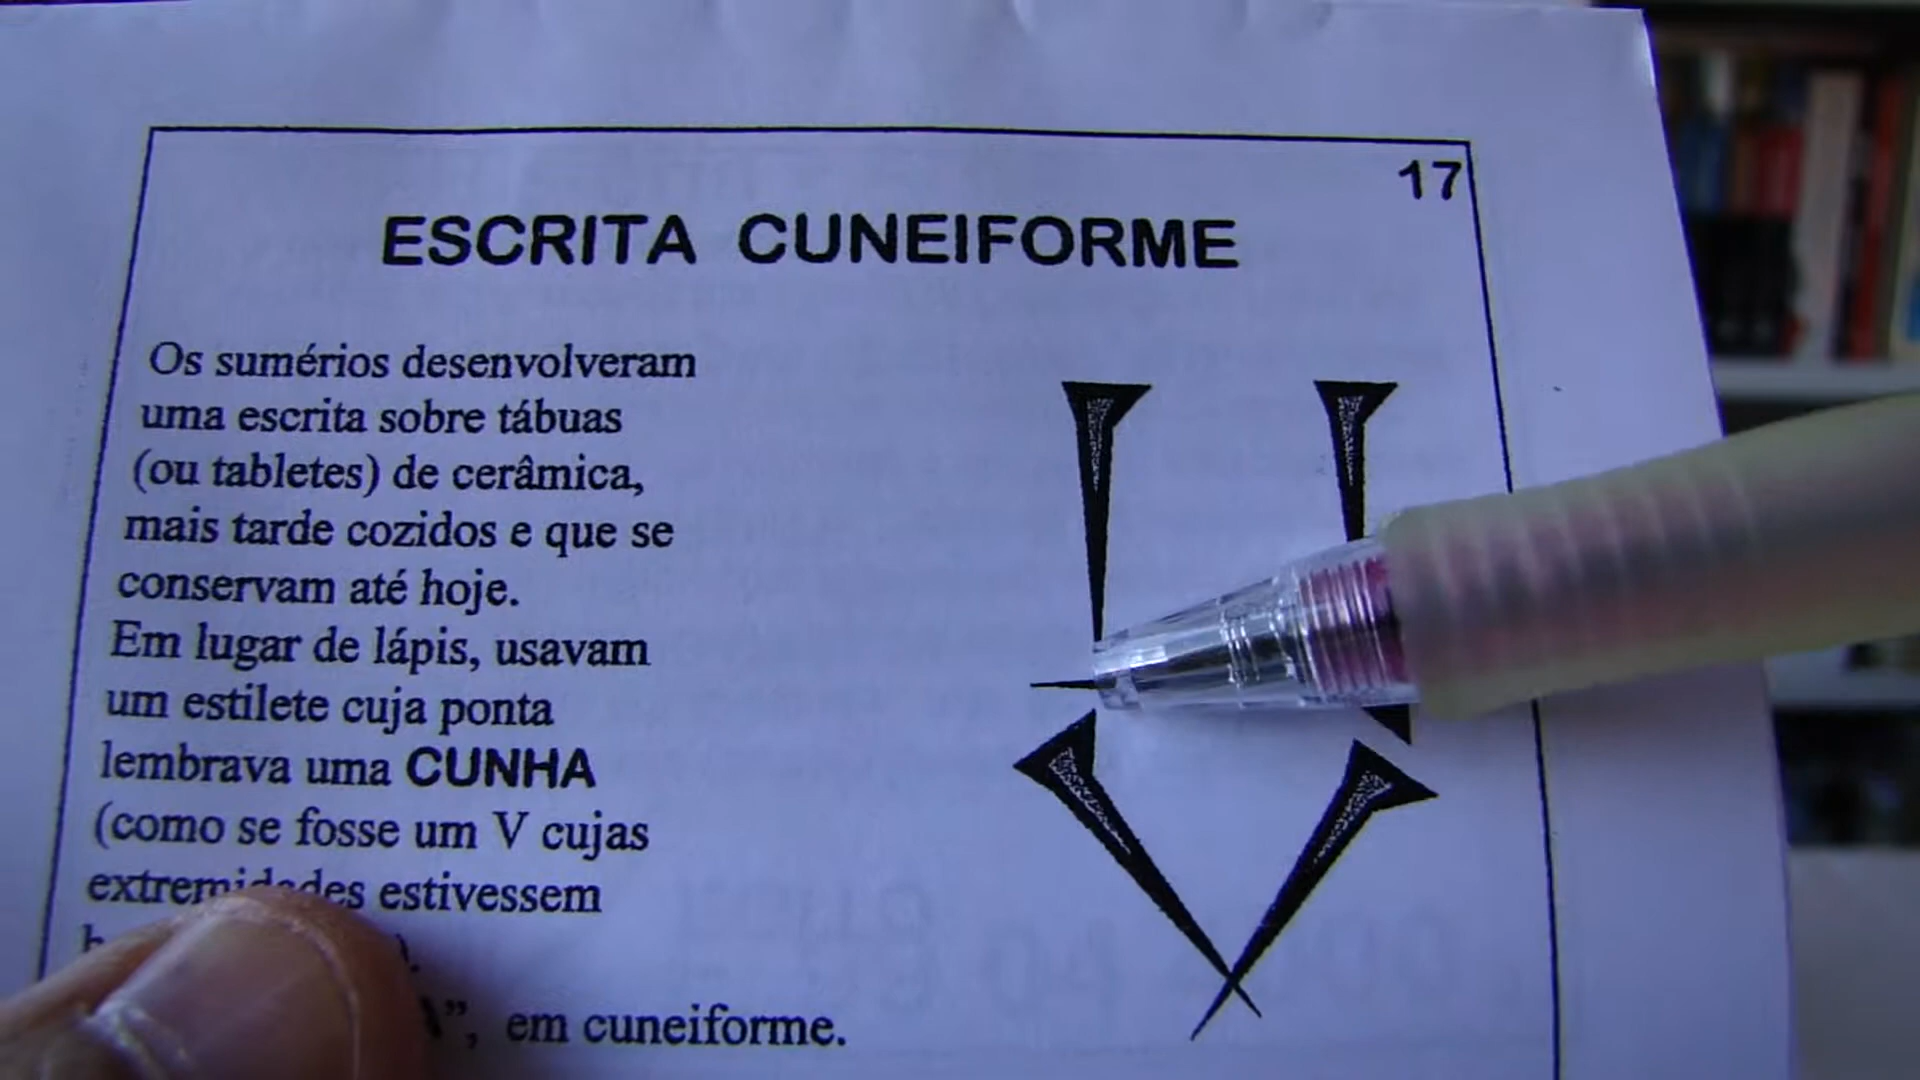 17
ESCRITA CUNEIFORME
Os sumérios desenvolveram
uma escrita sobre tábuas
(ou tabletes) de cerâmica,
mais tarde cozidos e que se
conservam até hoje.
Em lugar de lápis, usavam
um estilete cuja ponta
lembrava uma CUNHA
(como se fosse um V cujas
extremidades estivessem
em cuneiforme.